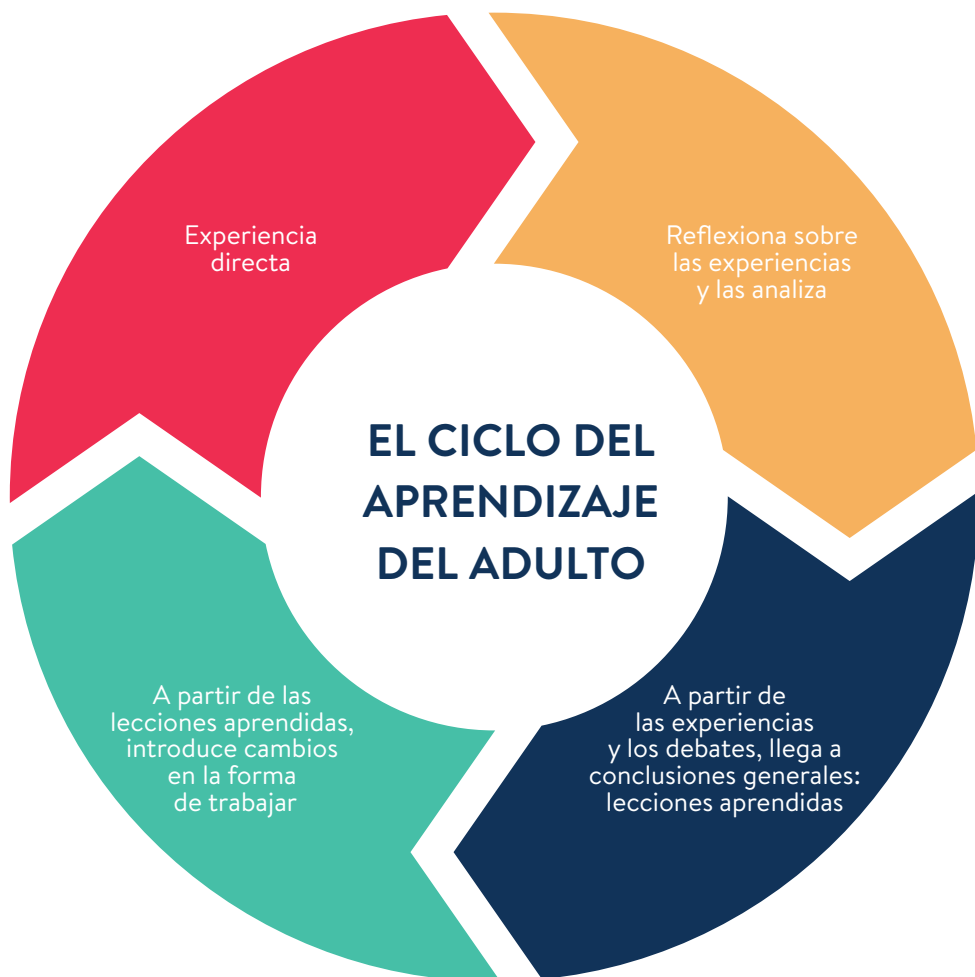 Experiencia
directa
Reflexiona sobre
las experiencias
y las analiza
EL CICLO DEL
APRENDIZAJE
DEL ADULTO
A partir de
las experiencias
y los debates, llega a
conclusiones generales:
lecciones aprendidas
A partir de las
lecciones aprendidas,
introduce cambios
en la forma
de trabajar